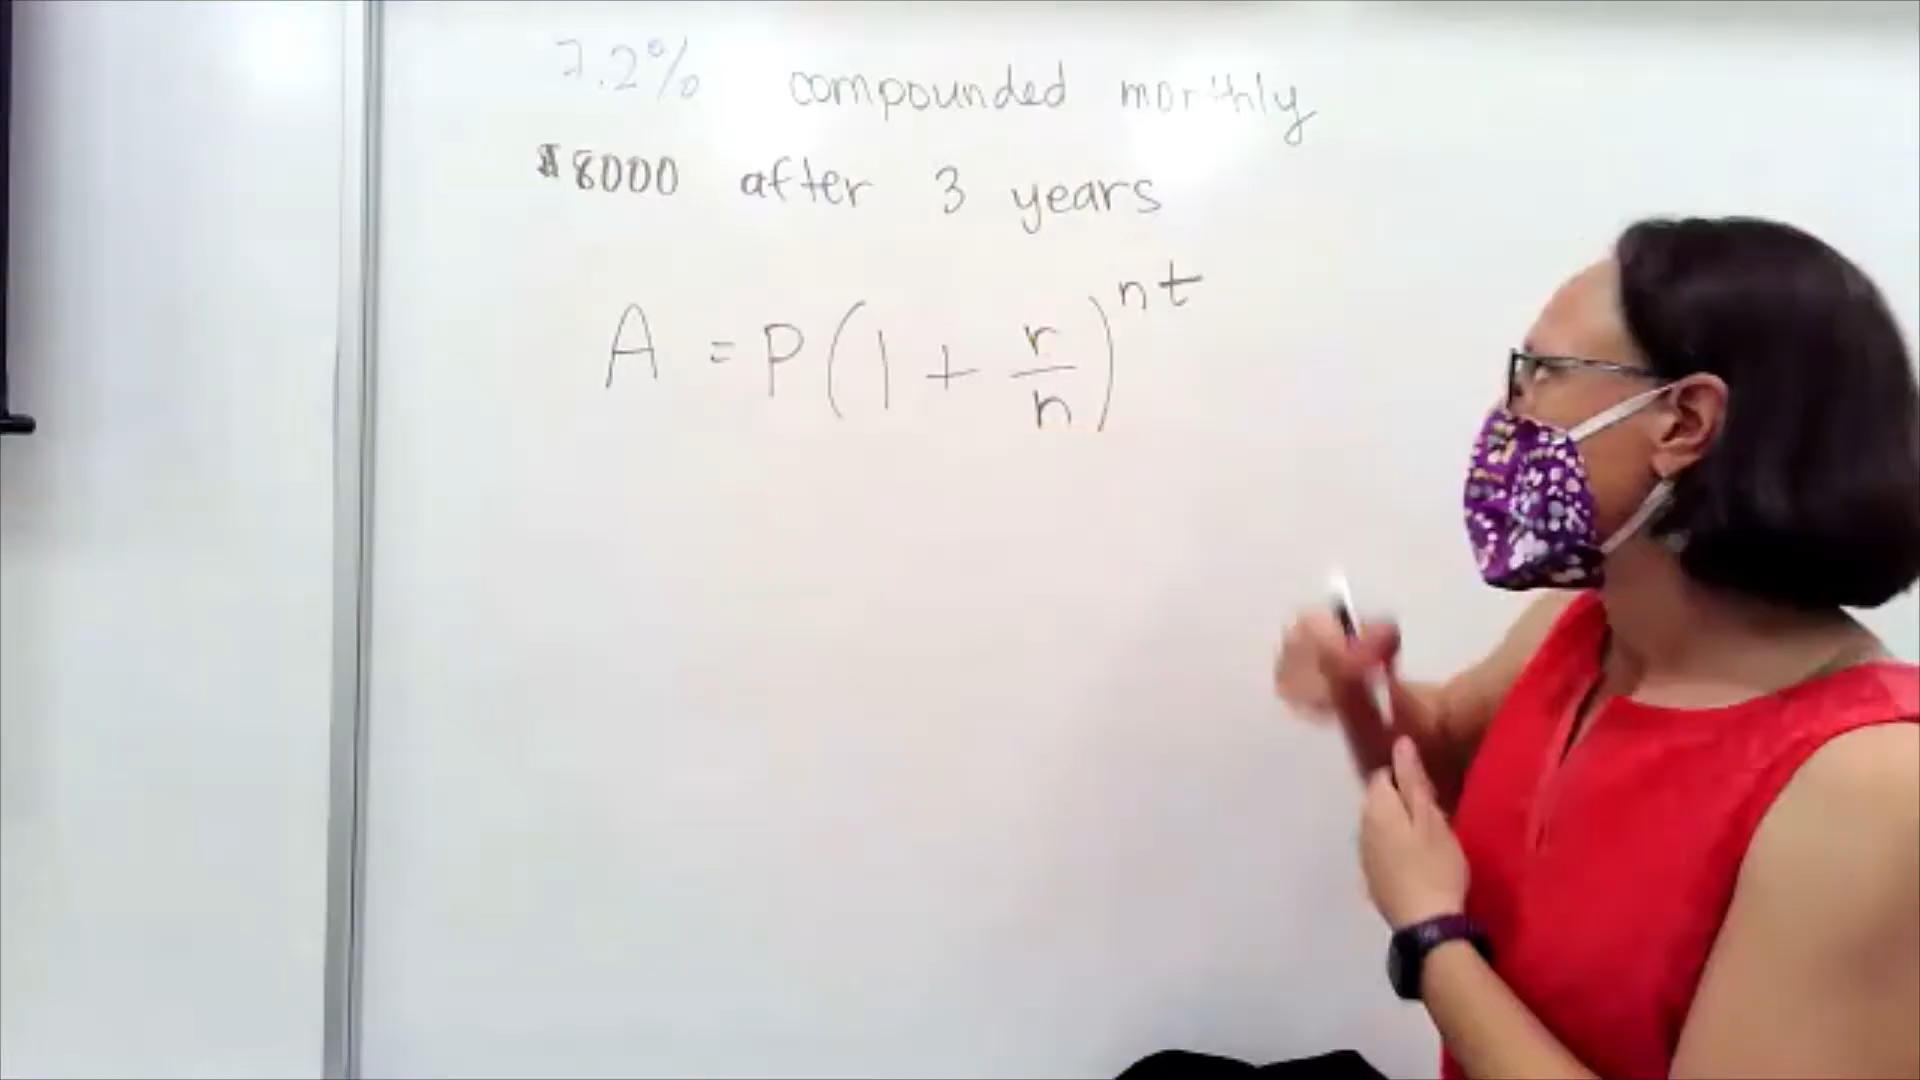 7.2% compounded monthly
$8000 after 3 years
A = P(1 + r/n)^nt